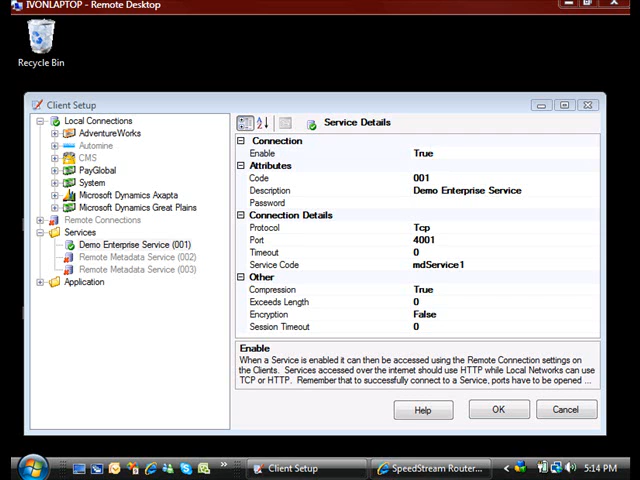 IVONLAPTOP - Remote Desktop
Recycle Bin
Client Setup
Local Connections
AdventureWorks
Automine
CMS
PayGlobal
System
Microsoft Dynamics Axapta
Microsoft Dynamics Great Plains
Remote Connections
Services
Demo Enterprise Service (001)
Remote Metadata Service (002)
Remote Metadata Service (003)
Application
Service Details
Connection
Enable True
Attributes
Code 001
Description Demo Enterprise Service
Password
Connection Details
Protocol Tcp
Port 4001
Timeout 0
Service Code mdService1
Other
Compression True
Exceeds Length 0
Encryption False
Session Timeout 0
Enable
When a Service is enabled it can then be accessed using the Remote Connection settings on
the Clients. Services accessed over the internet should use HTTP while Local Networks can use
TCP or HTTP. Remember that to successfully connect to a Service, ports have to be opened ...
Help OK Cancel
Client Setup SpeedStream Router... 5:14 PM